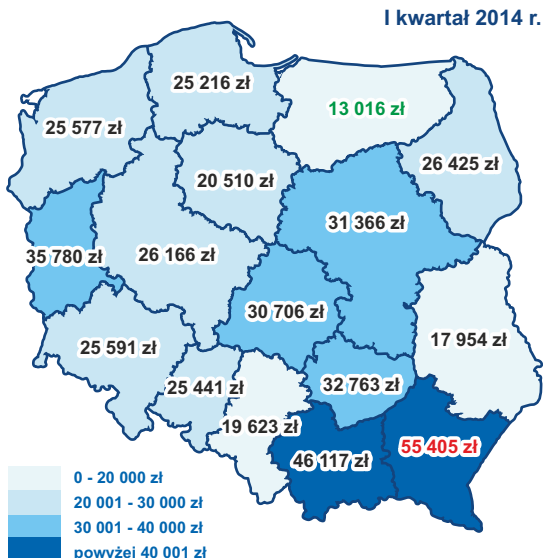 I kwartał 2014 r.
25 216 zł
13 016 zł
25 577 zł
26 425 zł
20 510 zł
31 366 zł
35 780 zł
26 166 zł
30 706 zł
17 954 zł
25 591 zł
25 441 zł
32 763 zł
19 623 zł
55 405 zł
46 117 zł
0 - 20 000 zł
20 001 - 30 000 zł
30 001 - 40 000 zł
powyżej 40 001 zł